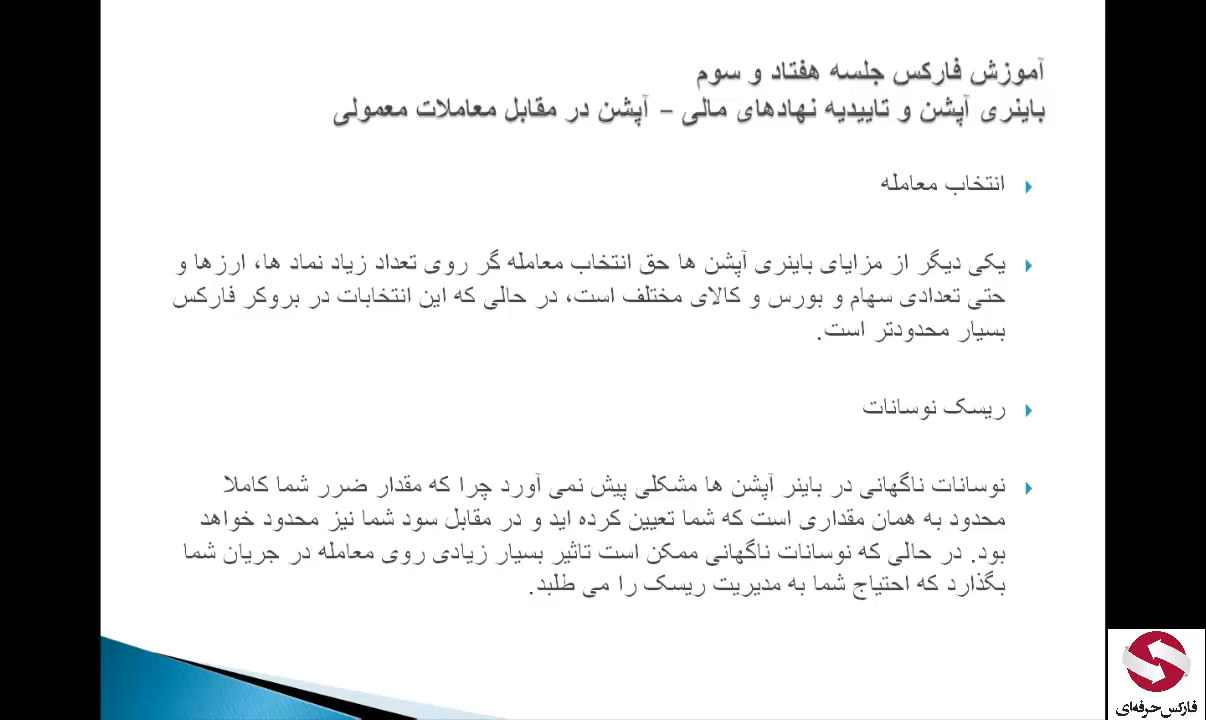 آموزش فارکس جلسه هفتاد و سوم
باینری آپشن و تاییدیه نهادهای مالی - آپشن در مقابل معاملات معمولی
انتخاب معامله
یکی دیگر از مزایای باینری آپشن ها حق انتخاب معامله گر روی تعداد زیاد نماد ها، ارزها و
حتی تعدادی سهام و بورس و کالای مختلف است، در حالی که این انتخابات در بروکر فارکس
بسیار محدودتر است.
ریسک نوسانات
نوسانات ناگهانی در باینر آپشن ها مشکلی پیش نمی آورد چرا که مقدار ضرر شما کاملا
محدود به همان مقداری است که شما تعیین کرده اید و در مقابل سود شما نیز محدود خواهد
بود. در حالی که نوسانات ناگهانی ممکن است تاثیر بسیار زیادی روی معامله در جریان شما
بگذارد که احتیاج شما به مدیریت ریسک را می طلبد.
فارکس‌حرفه‌ای